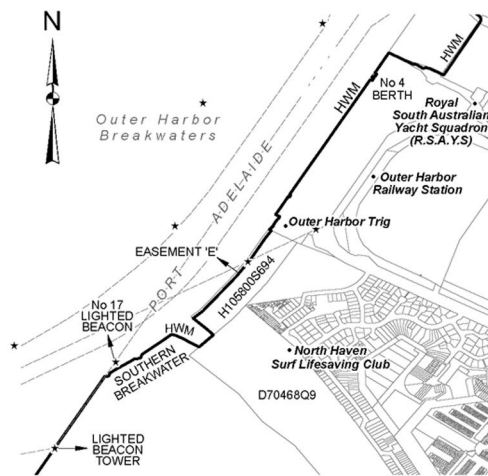 N
HWM
No 4
BERTH
HWM
Royal
South Australian
Yacht Squadron
(R.S.A.Y.S)
Outer Harbor
Breakwaters
Outer Harbor
Railway Station
PORT ADELAIDE
Outer Harbor Trig
EASEMENT 'E'
H105800S694
No 17
LIGHTED
BEACON
HWM
SOUTHERN
BREAKWATER
North Haven
Surf Lifesaving Club
D70468Q9
LIGHTED
BEACON
TOWER